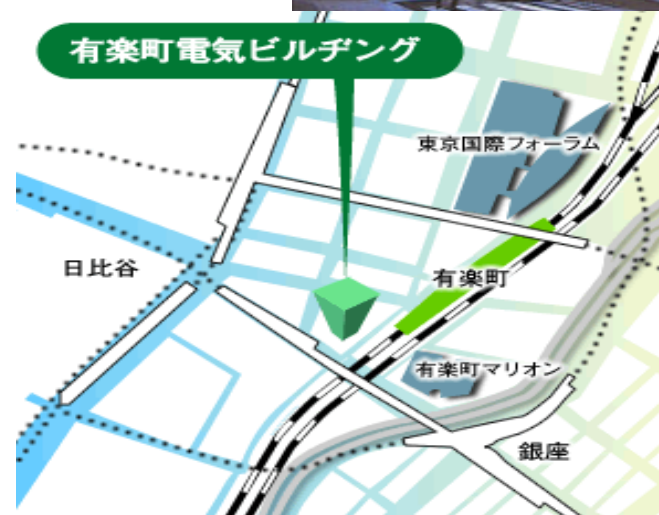 有楽町電気ビルヂング
東京国際フォーラム
日比谷
有楽町
有楽町マリオン
銀座